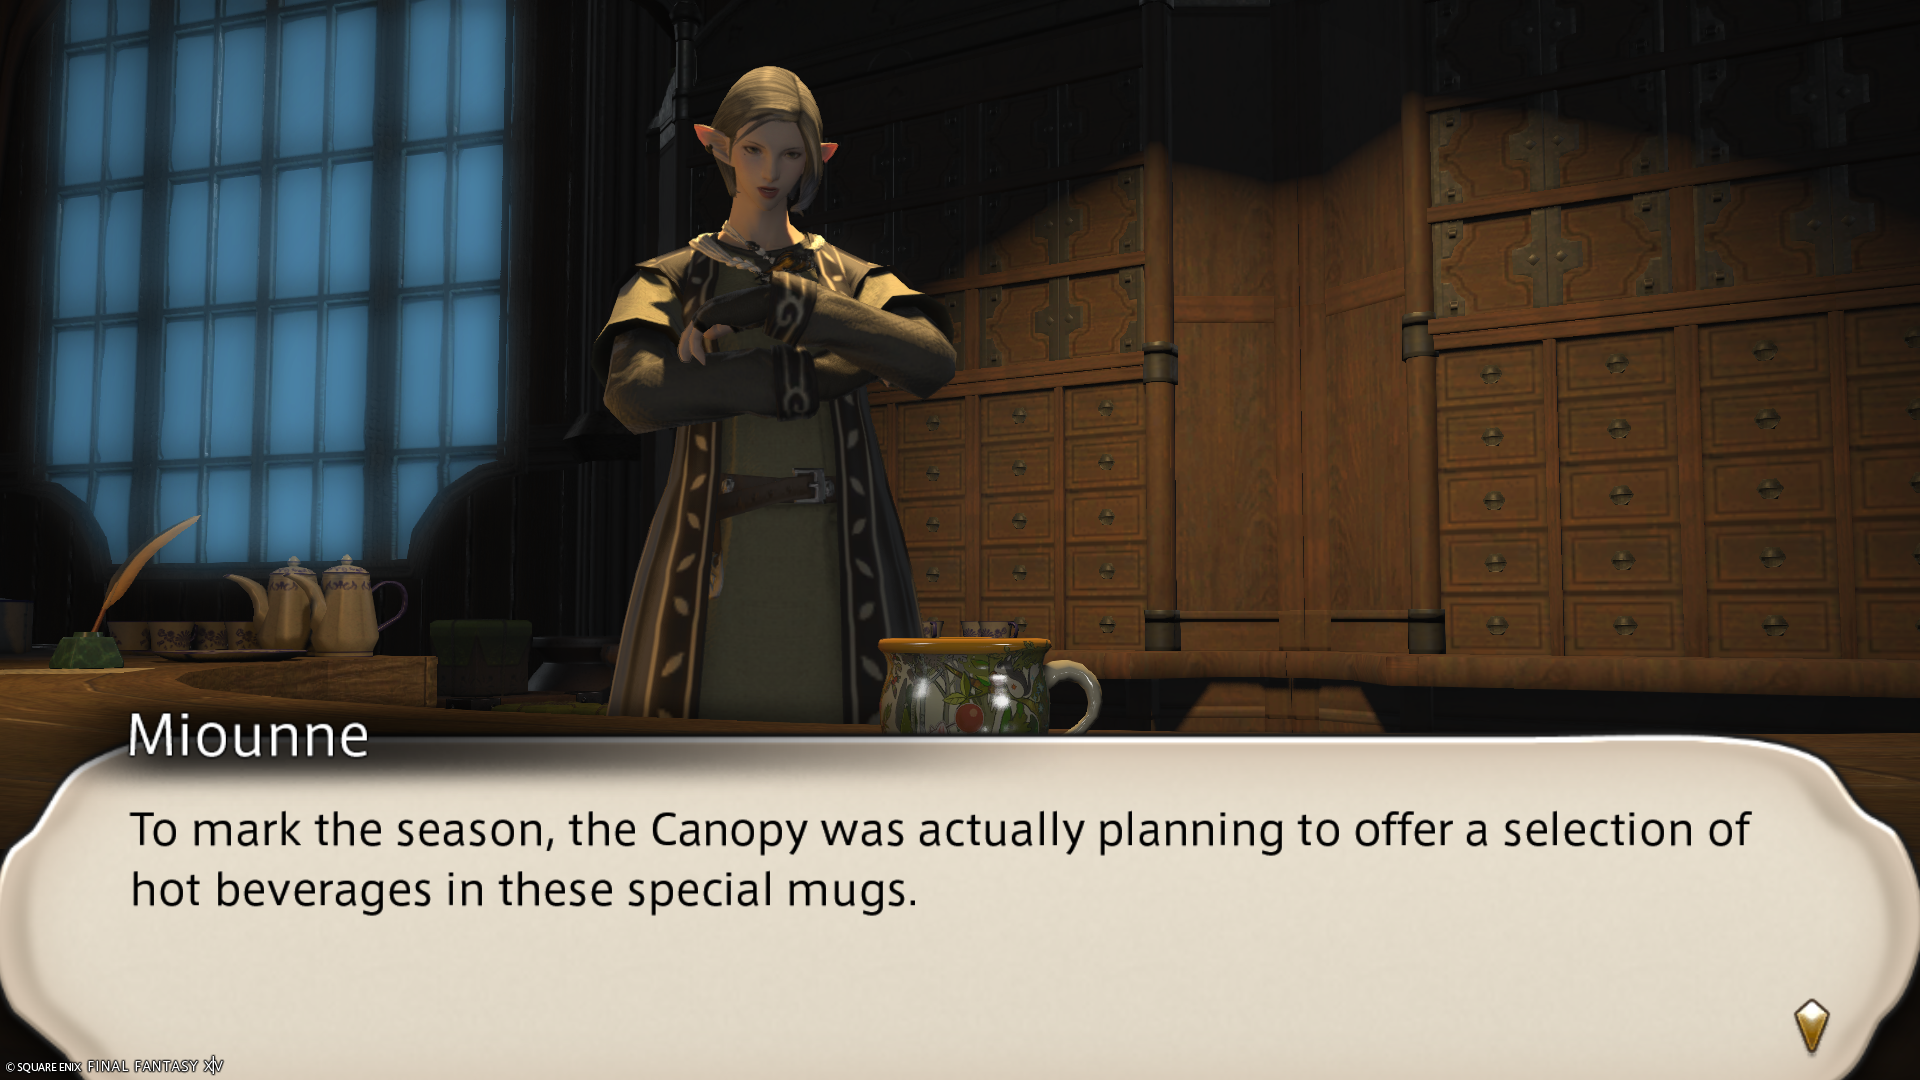 Miounne
To mark the season, the Canopy was actually planning to offer a selection of
hot beverages in these special mugs.
© SQUARE ENIX FINAL FANTASY XIV